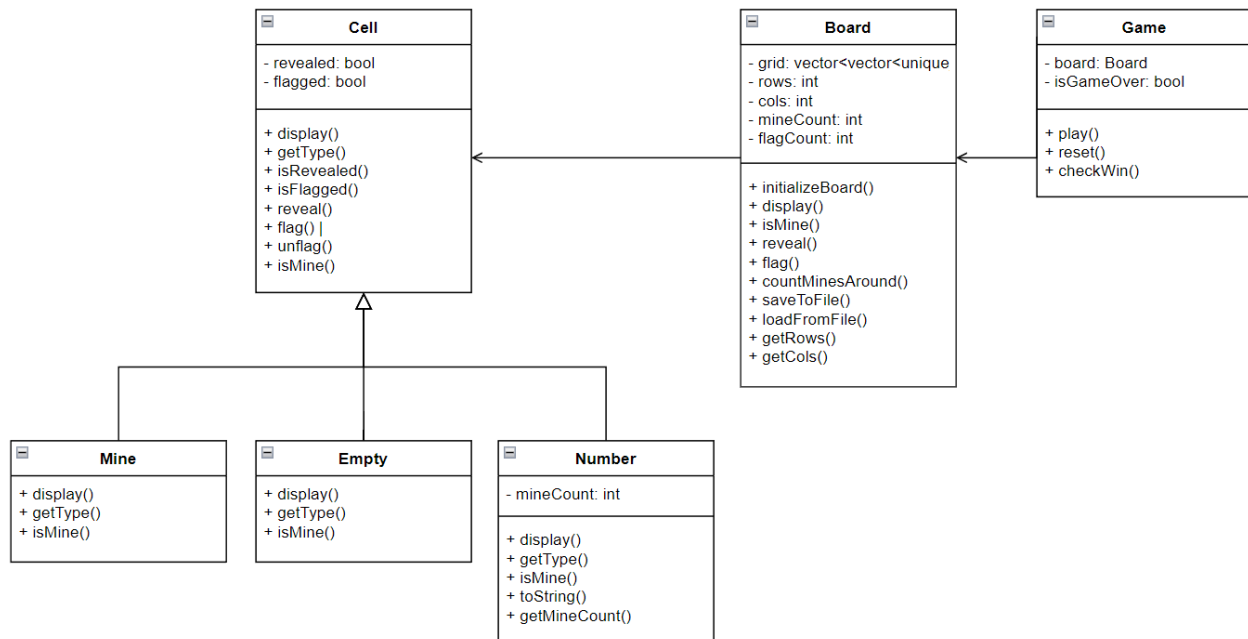 Cell
- revealed: bool
- flagged: bool
+ display()
+ getType()
+ isRevealed()
+ isFlagged()
+ reveal()
+ flag() |
+ unflag()
+ isMine()
Board
- grid: vector<vector<unique
- rows: int
- cols: int
- mineCount: int
- flagCount: int
+ initializeBoard()
+ display()
+ isMine()
+ reveal()
+ flag()
+ countMinesAround()
+ saveToFile()
+ loadFromFile()
+ getRows()
+ getCols()
Game
- board: Board
- isGameOver: bool
+ play()
+ reset()
+ checkWin()
Mine
+ display()
+ getType()
+ isMine()
Empty
+ display()
+ getType()
+ isMine()
Number
- mineCount: int
+ display()
+ getType()
+ isMine()
+ toString()
+ getMineCount()